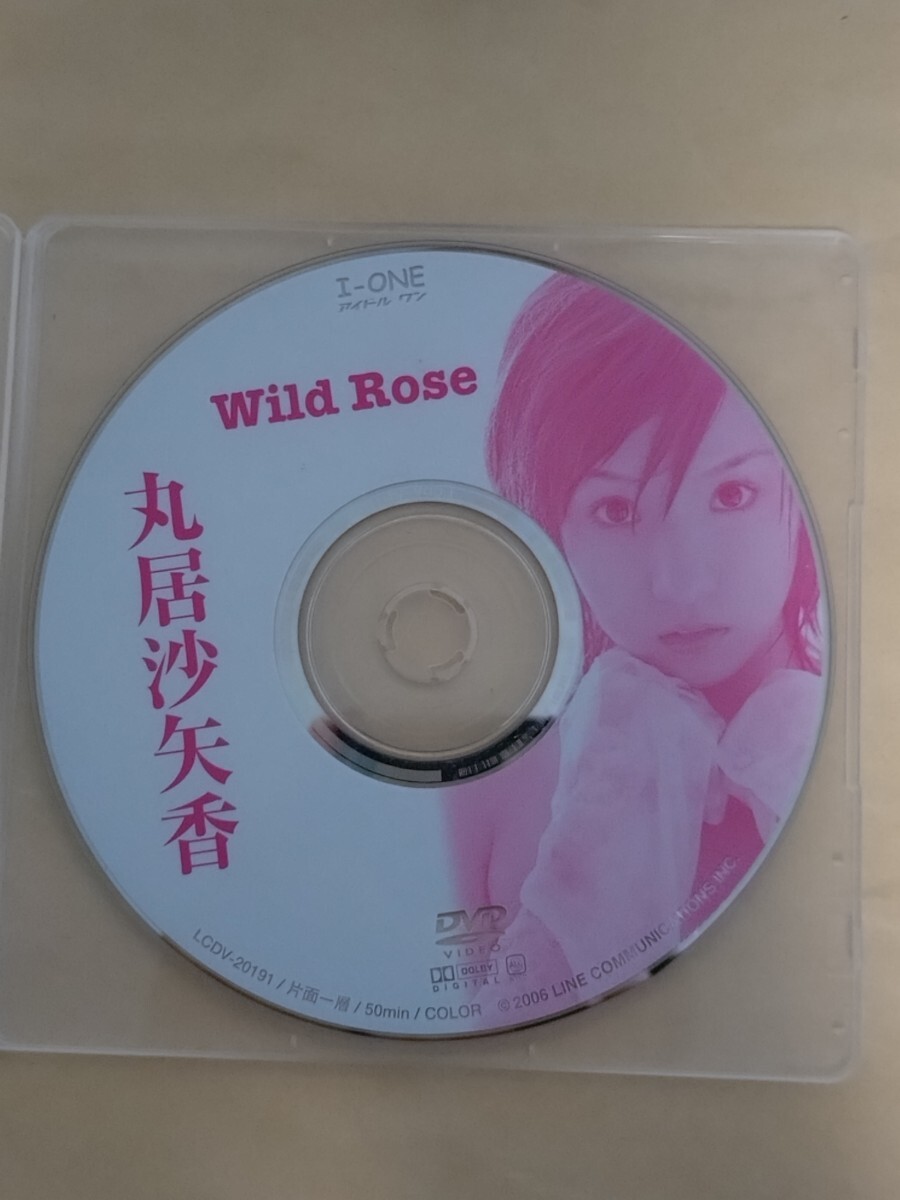 I-ONE
アイドル ワン
Wild Rose
丸居沙矢香
DVD
VIDEO
DOLBY
DIGITAL
ALL
LCDV-20191 / 片面一層 / 50min / COLOR © 2006 LINE COMMUNICATIONS INC.